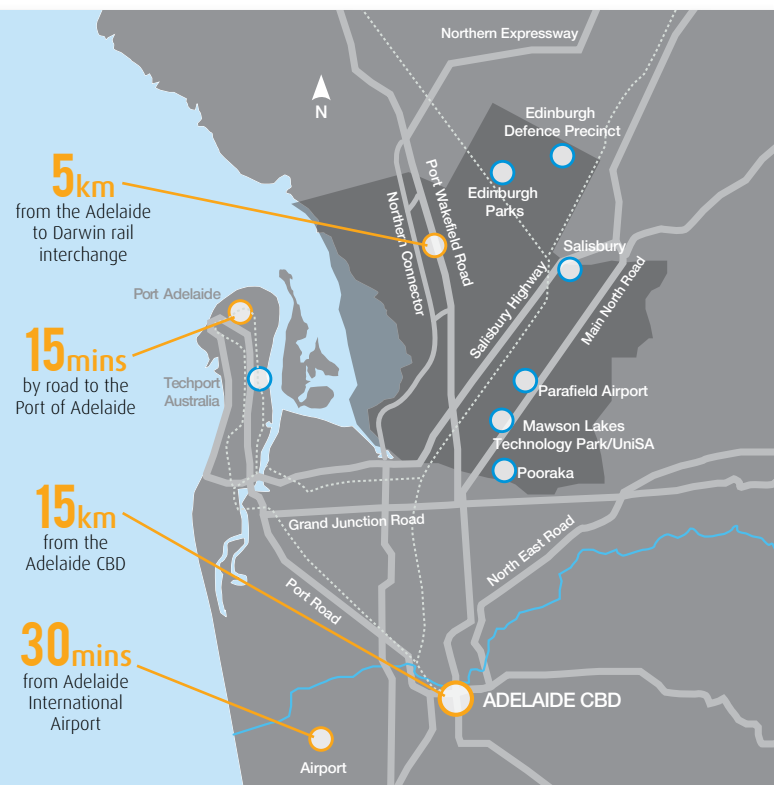 Northern Expressway
N
Edinburgh
Defence Precinct
Edinburgh
Parks
5km
from the Adelaide
to Darwin rail
interchange
Port Wakefield Road
Northern Connector
Salisbury
Salisbury Highway
Main North Road
Port Adelaide
15mins
by road to the
Port of Adelaide
Techport
Australia
Parafield Airport
Mawson Lakes
Technology Park/UniSA
Pooraka
15km
from the
Adelaide CBD
Grand Junction Road
North East Road
Port Road
30mins
from Adelaide
International
Airport
ADELAIDE CBD
Airport